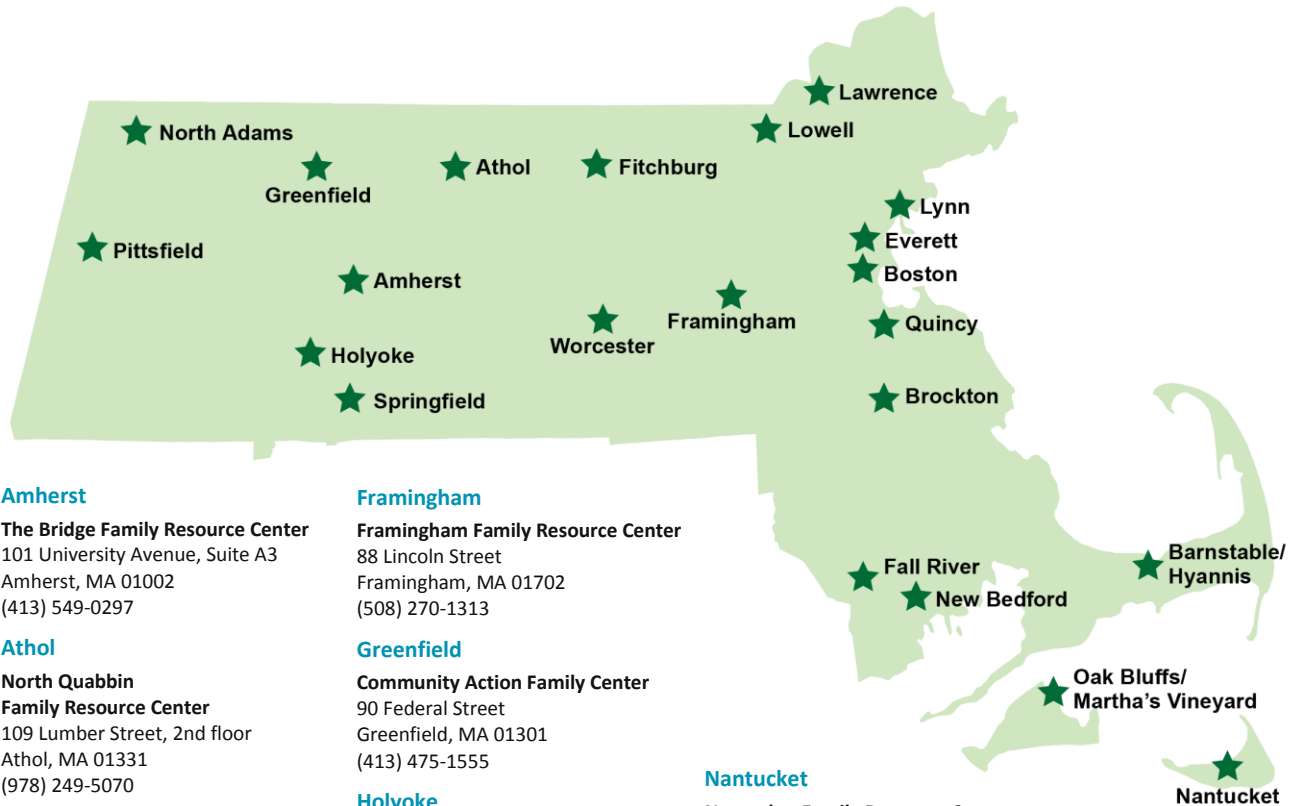 Lawrence
Lowell
North Adams
Greenfield
Athol
Fitchburg
Lynn
Everett
Boston
Pittsfield
Amherst
Framingham
Worcester
Quincy
Holyoke
Springfield
Brockton
Barnstable/
Hyannis
Fall River
New Bedford
Oak Bluffs/
Martha’s Vineyard
Nantucket
Amherst
The Bridge Family Resource Center
101 University Avenue, Suite A3
Amherst, MA 01002
(413) 549-0297
Athol
North Quabbin
Family Resource Center
109 Lumber Street, 2nd floor
Athol, MA 01331
(978) 249-5070
Framingham
Framingham Family Resource Center
88 Lincoln Street
Framingham, MA 01702
(508) 270-1313
Greenfield
Community Action Family Center
90 Federal Street
Greenfield, MA 01301
(413) 475-1555
Holyoke
Nantucket